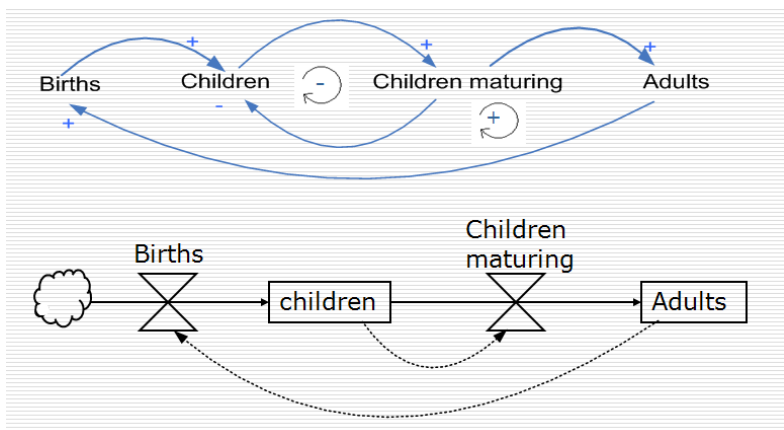 +
+
+
Births
Children
-
Children maturing
Adults
+
-
+
Births
Children
maturing
children
Adults